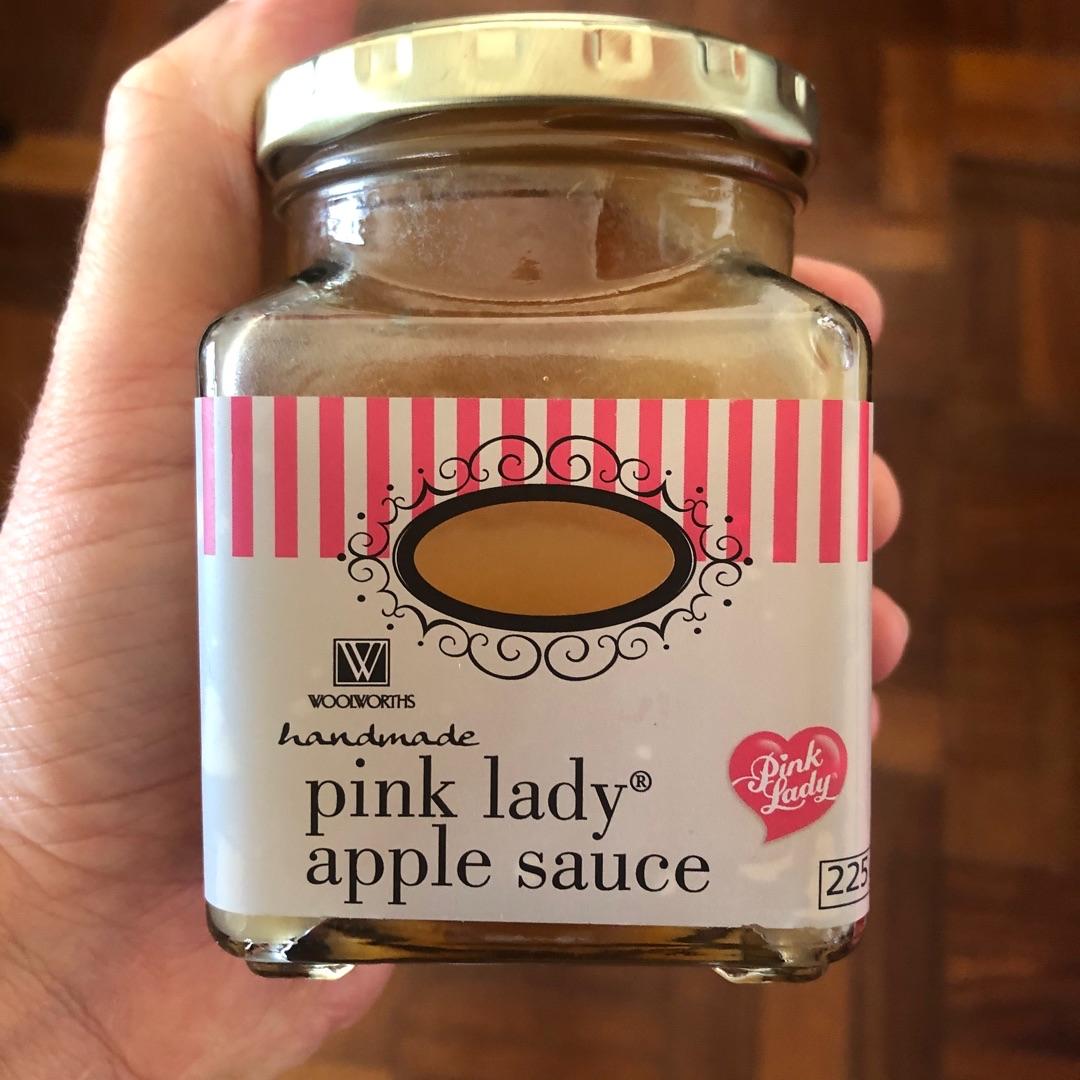 W
WOOLWORTHS
handmade
pink lady®
apple sauce
Pink
Lady
225